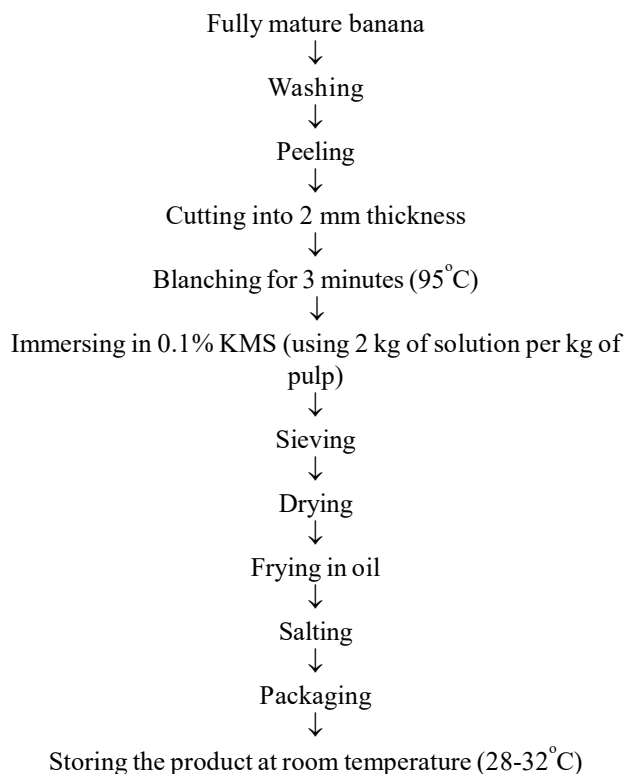 Fully mature banana
↓
Washing
↓
Peeling
↓
Cutting into 2 mm thickness
↓
Blanching for 3 minutes (95°C)
↓
Immersing in 0.1% KMS (using 2 kg of solution per kg of
pulp)
↓
Sieving
↓
Drying
↓
Frying in oil
↓
Salting
↓
Packaging
↓
Storing the product at room temperature (28-32°C)